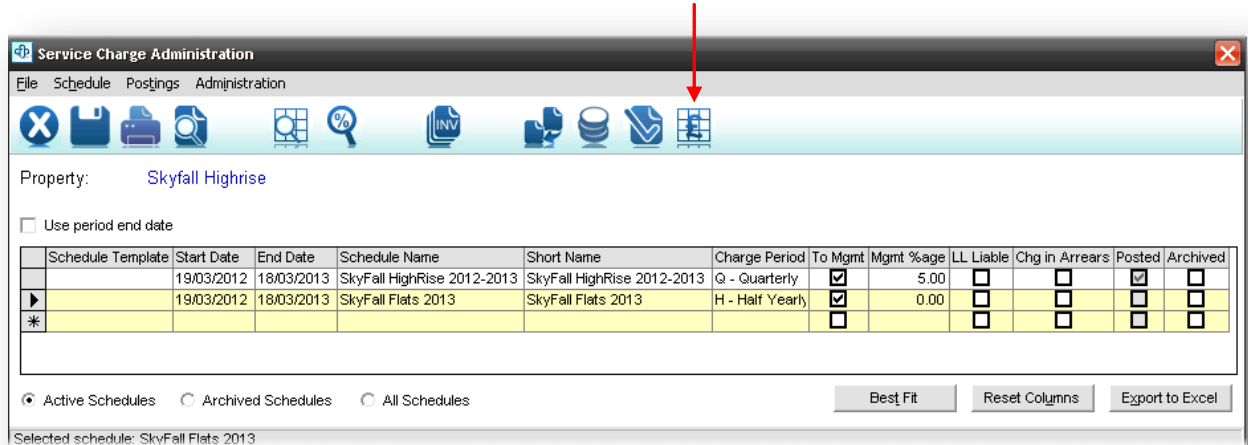 Service Charge Administration
File Schedule Postings Administration
INV £
Property: Skyfall Highrise
Use period end date
Schedule Template Start Date End Date Schedule Name Short Name Charge Period To Mgmt Mgmt %age LL Liable Chg in Arrears Posted Archived
19/03/2012 18/03/2013 SkyFall HighRise 2012-2013 SkyFall HighRise 2012-2013 Q - Quarterly 5.00
19/03/2012 18/03/2013 SkyFall Flats 2013 SkyFall Flats 2013 H - Half Yearly 0.00
Active Schedules Archived Schedules All Schedules Best Fit Reset Columns Export to Excel
Selected schedule: SkyFall Flats 2013